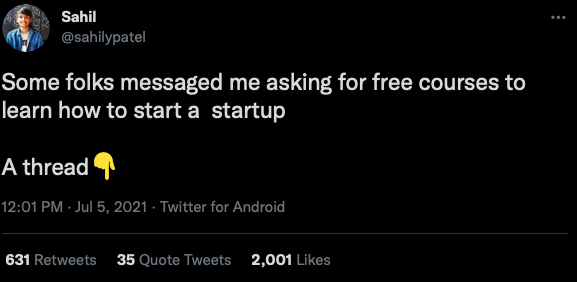 Sahil
@sahilypatel
Some folks messaged me asking for free courses to
learn how to start a  startup
A thread👇
12:01 PM · Jul 5, 2021 · Twitter for Android
631 Retweets 35 Quote Tweets 2,001 Likes